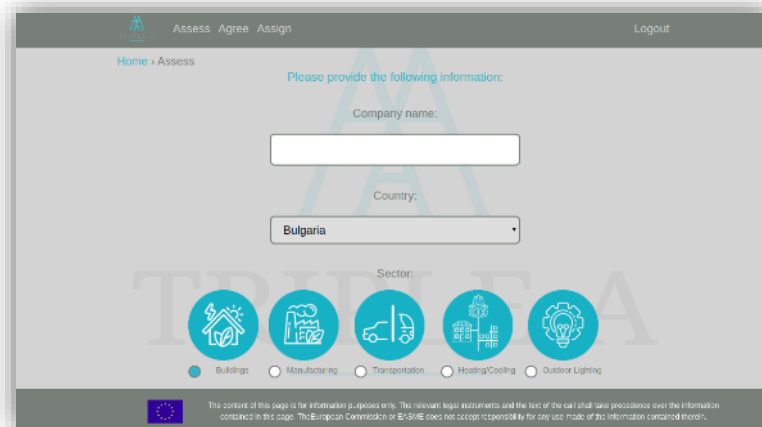 Assess Agree Assign Logout
Home › Assess
Please provide the following information:
Company name:
Country:
Bulgaria
Sector:
TRIPLE A
Buildings Manufacturing Transportation Heating/Cooling Outdoor Lighting
The content of this page is for information purposes only. The relevant legal instruments and the text of the call shall take precedence over the information
contained in this page. TheEuropean Commission or EASME does not accept responsibility for any use made of the information contained therein.